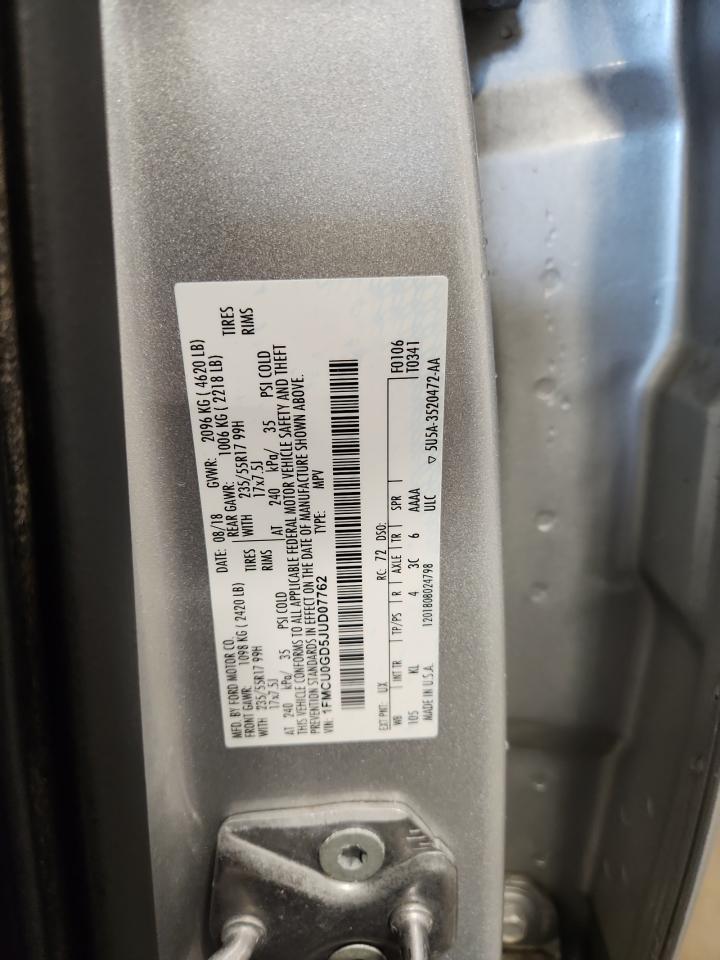 MFD. BY FORD MOTOR CO.
DATE: 08/18 GVWR: 2096 KG ( 4620 LB)
FRONT GAWR: 1098 KG ( 2420 LB) REAR GAWR: 1006 KG ( 2218 LB)
WITH 235/55R17 99H TIRES WITH 235/55R17 99H TIRES
17x7.5J RIMS 17x7.5J RIMS
AT 240 kPa/ 35 PSI COLD AT 240 kPa/ 35 PSI COLD
THIS VEHICLE CONFORMS TO ALL APPLICABLE FEDERAL MOTOR VEHICLE SAFETY AND THEFT
PREVENTION STANDARDS IN EFFECT ON THE DATE OF MANUFACTURE SHOWN ABOVE.
VIN: 1FMCU0GD5JUD07762 TYPE: MPV
EXT PNT: UX RC: 72 DSO: F0106
WB INT TR TP/PS R AXLE TR SPR T0341
105 KL 4 3C 6 AAAA
ULC ▽ 5U5A-3520472-AA
MADE IN U.S.A. 120180B024798